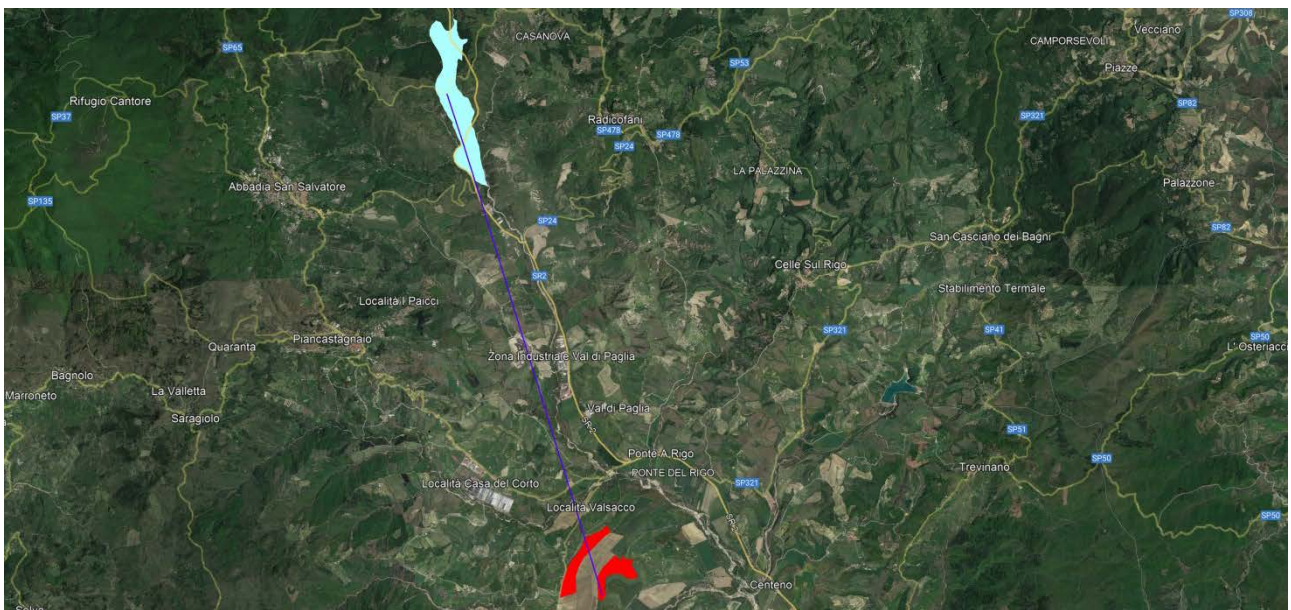 SP308
Vecciano
CASANOVA
CAMPORSEVOLI
SP65
SP53
Piazze
Rifugio Cantore
SP82
SP37
SP321
Radicofani
SP478
SP478
SP24
LA PALAZZINA
Abbadia San Salvatore
Palazzone
SP135
SP24
SP82
San Casciano dei Bagni
Celle Sul Rigo
SR2
Stabilimento Termale
Località I Paicci
SP321
SP41
SP50
Piancastagnaio
Quaranta
L'Osteriaccia
Zona Industriale Val di Paglia
Bagnolo
La Valletta
Marroneto
Val di Paglia
Saragiolo
SR2
SP51
Ponte A Rigo
SP50
PONTE DEL RIGO
Trevinano
Località Casa del Corto
SP321
Località Valsacco
SP50
Centeno